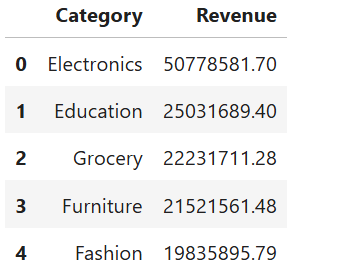 Category Revenue
0 Electronics 50778581.70
1 Education 25031689.40
2 Grocery 22231711.28
3 Furniture 21521561.48
4 Fashion 19835895.79